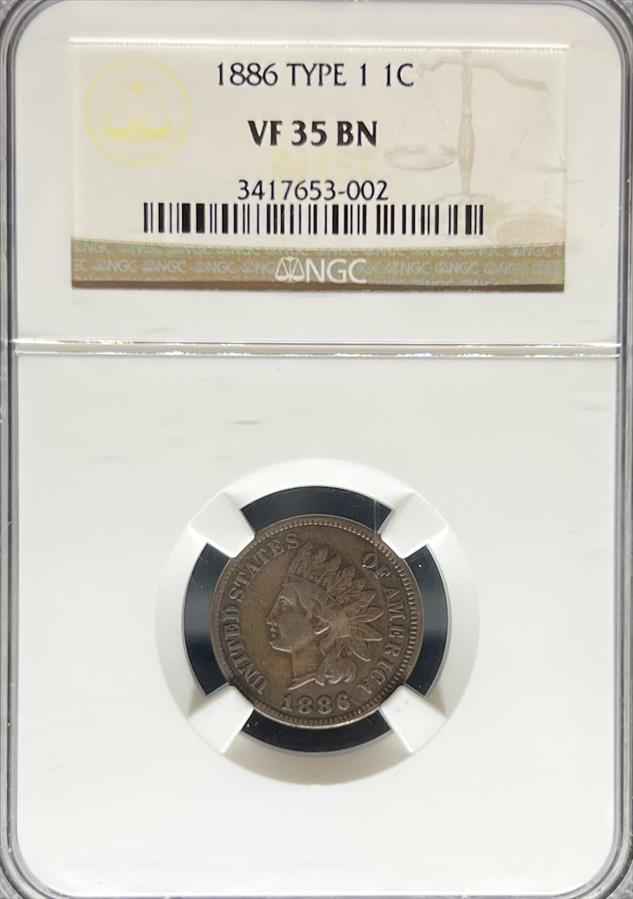 1886 TYPE 1 1C
VF 35 BN
3417653-002
NGC
UNITED STATES OF AMERICA
1886